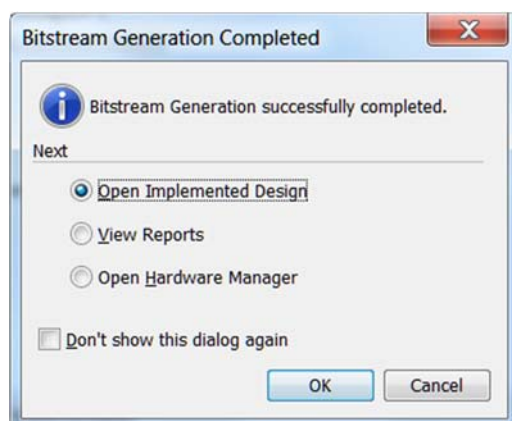 Bitstream Generation Completed
Bitstream Generation successfully completed.
Next
Open Implemented Design
View Reports
Open Hardware Manager
Don't show this dialog again
OK
Cancel